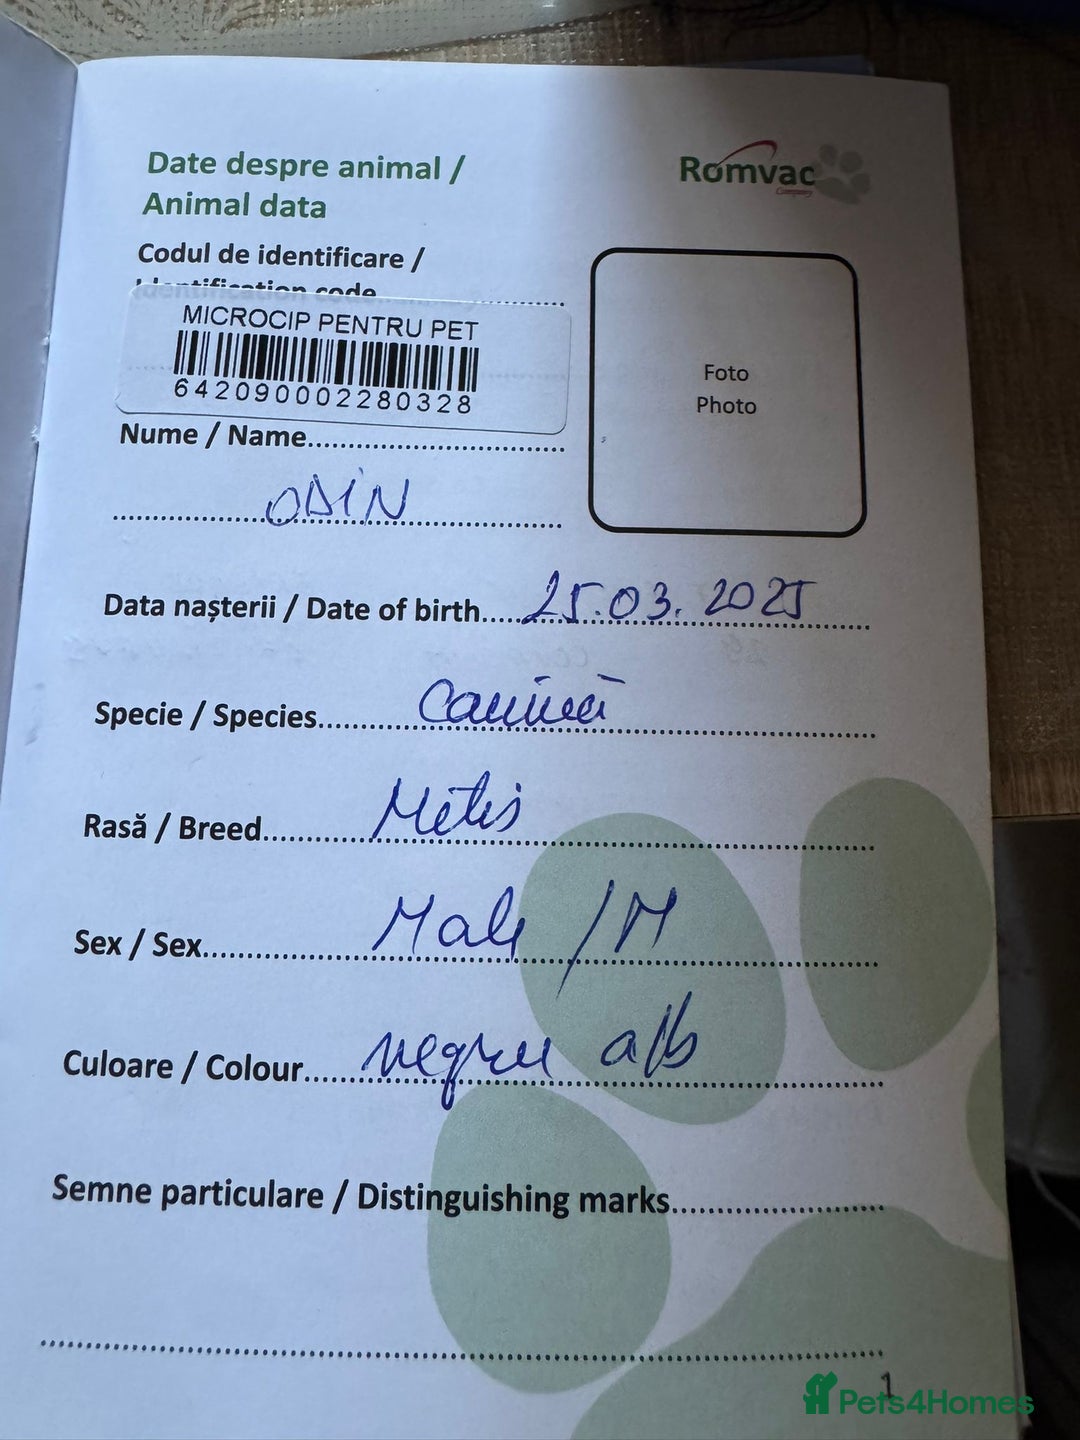 Date despre animal /
Animal data
Romvac
Company
Codul de identificare /
Identification code
MICROCIP PENTRU PET
642090002280328
Foto
Photo
Nume / Name
ODIN
Data nașterii / Date of birth 25.03.2025
Specie / Species Canină
Rasă / Breed Metis
Sex / Sex Male / M
Culoare / Colour negru alb
Semne particulare / Distinguishing marks
1
Pets4Homes